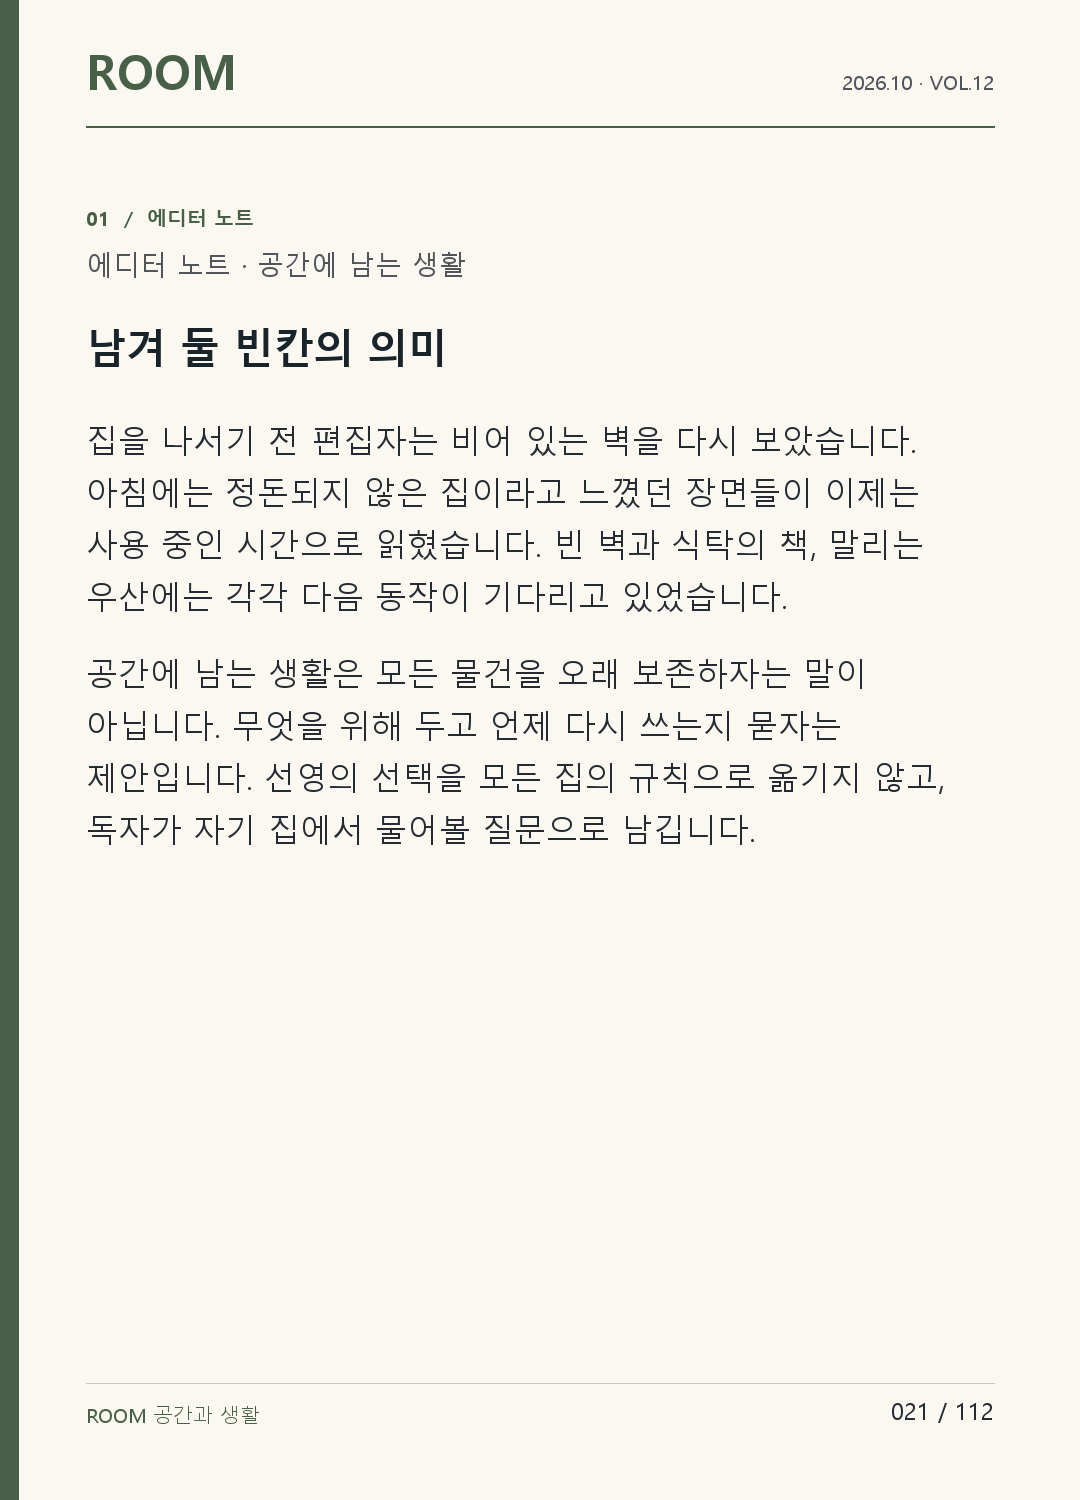 ROOM
2026.10 · VOL.12
01 / 에디터 노트
에디터 노트 · 공간에 남는 생활
남겨 둘 빈칸의 의미
집을 나서기 전 편집자는 비어 있는 벽을 다시 보았습니다.
아침에는 정돈되지 않은 집이라고 느꼈던 장면들이 이제는
사용 중인 시간으로 읽혔습니다. 빈 벽과 식탁의 책, 말리는
우산에는 각각 다음 동작이 기다리고 있었습니다.
공간에 남는 생활은 모든 물건을 오래 보존하자는 말이
아닙니다. 무엇을 위해 두고 언제 다시 쓰는지 묻자는
제안입니다. 선영의 선택을 모든 집의 규칙으로 옮기지 않고,
독자가 자기 집에서 물어볼 질문으로 남깁니다.
ROOM 공간과 생활
021 / 112